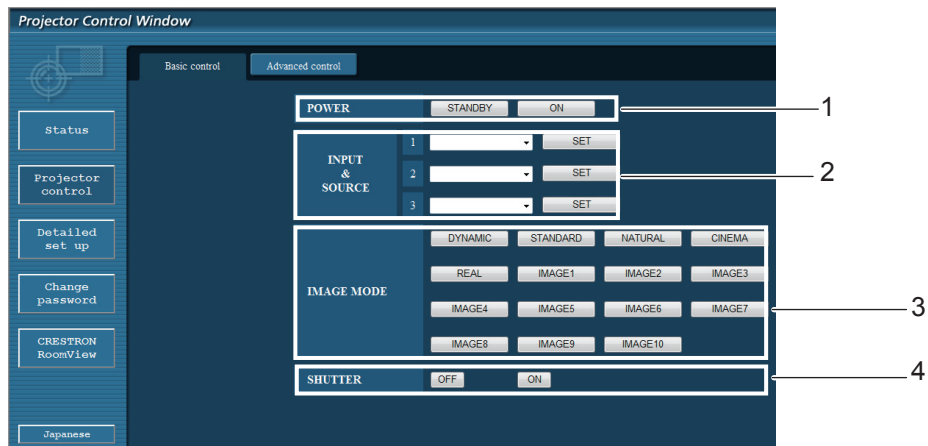 Projector Control Window
Basic control
Advanced control
Status
Projector
control
Detailed
set up
Change
password
CRESTRON
RoomView
Japanese
POWER STANDBY ON
1
INPUT
&
SOURCE
1 SET
2 SET
3 SET
2
IMAGE MODE
DYNAMIC STANDARD NATURAL CINEMA
REAL IMAGE1 IMAGE2 IMAGE3
IMAGE4 IMAGE5 IMAGE6 IMAGE7
IMAGE8 IMAGE9 IMAGE10
3
SHUTTER OFF ON
4